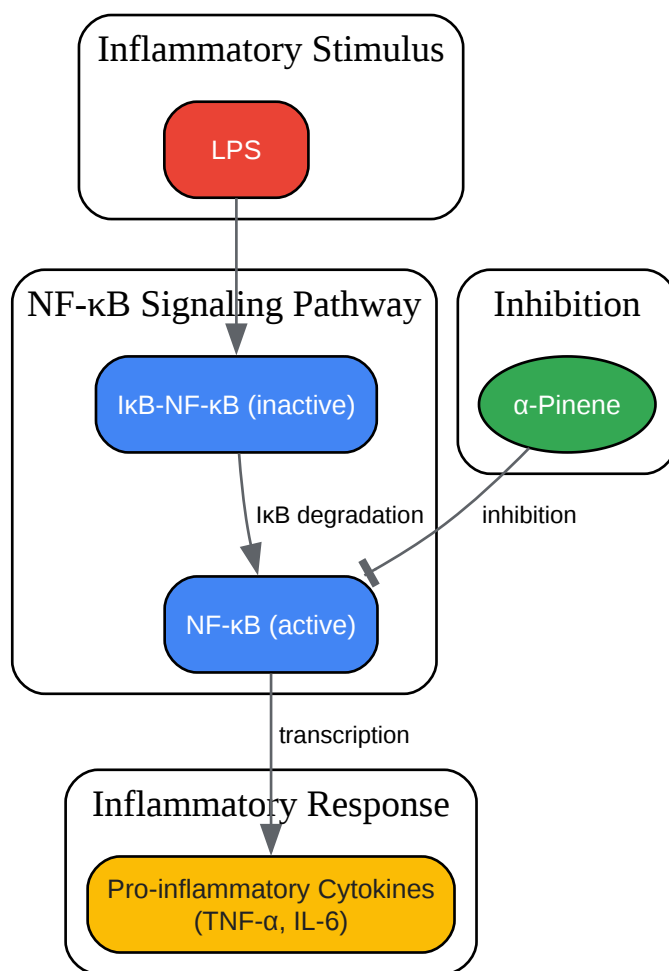 Inflammatory Stimulus
LPS
NF-κB Signaling Pathway
Inhibition
IκB-NF-κB (inactive)
α-Pinene
IκB degradation
inhibition
NF-κB (active)
transcription
Inflammatory Response
Pro-inflammatory Cytokines
(TNF-α, IL-6)